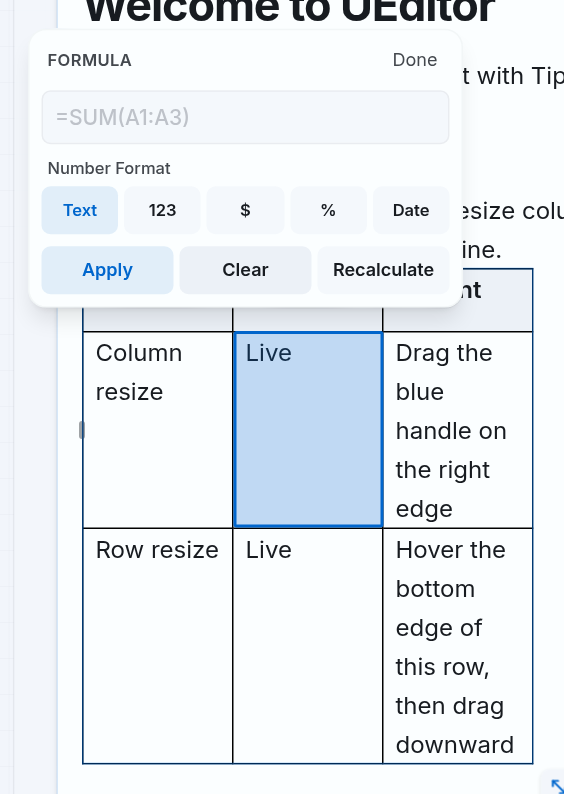 Welcome to UEditor
FORMULA
Done
t with Tip
=SUM(A1:A3)
Number Format
Text
123
$
%
Date
esize colu
Apply
Clear
Recalculate
ine.
nt
Column
resize
Live
Drag the
blue
handle on
the right
edge
Row resize
Live
Hover the
bottom
edge of
this row,
then drag
downward